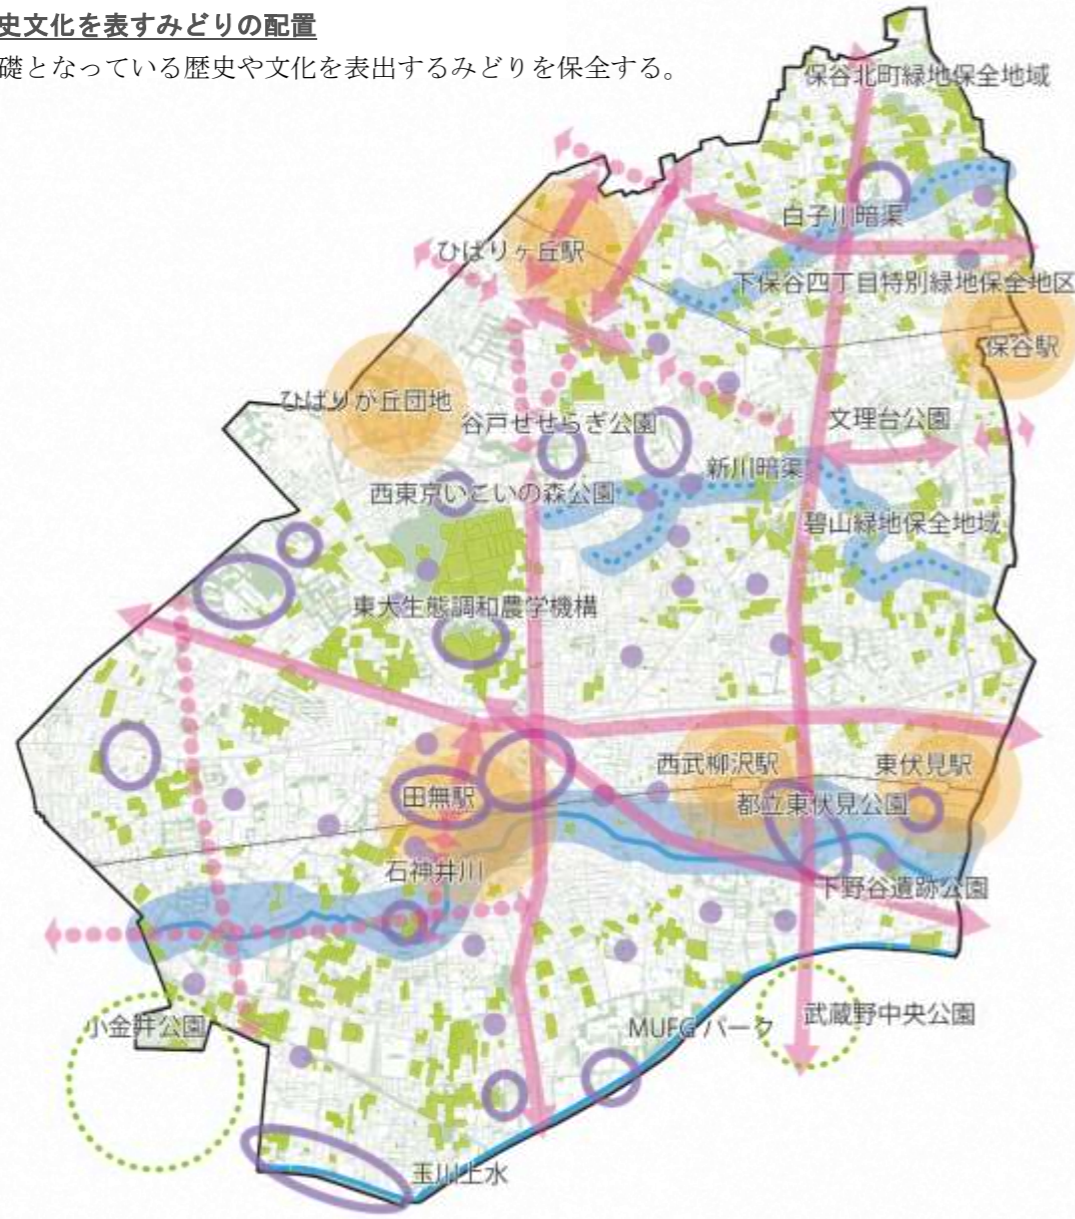 史文化を表すみどりの配置
礎となっている歴史や文化を表出するみどりを保全する。
保谷北町緑地保全地域
白子川暗渠
ひばりヶ丘駅
下保谷四丁目特別緑地保全地区
保谷駅
ひばりが丘団地
谷戸せせらぎ公園
文理台公園
新川暗渠
西東京いこいの森公園
碧山緑地保全地域
東大生態調和農学機構
西武柳沢駅
東伏見駅
田無駅
都立東伏見公園
石神井川
下野谷遺跡公園
武蔵野中央公園
小金井公園
MUFGパーク
玉川上水